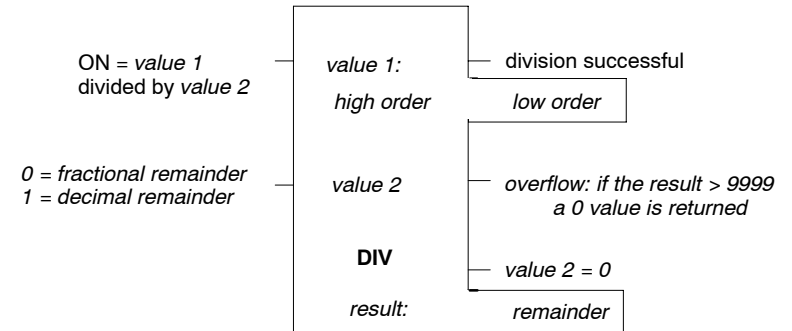 ON = value 1
divided by value 2
value 1:
high order
division successful
low order
0 = fractional remainder
1 = decimal remainder
value 2
overflow: if the result > 9999
a 0 value is returned
DIV
value 2 = 0
result:
remainder